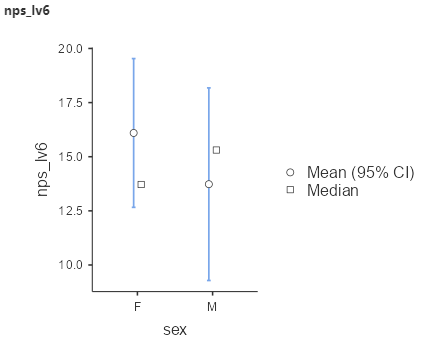 nps_lv6
20.0
17.5
15.0
12.5
10.0
nps_lv6
F
M
sex
Mean (95% CI)
Median